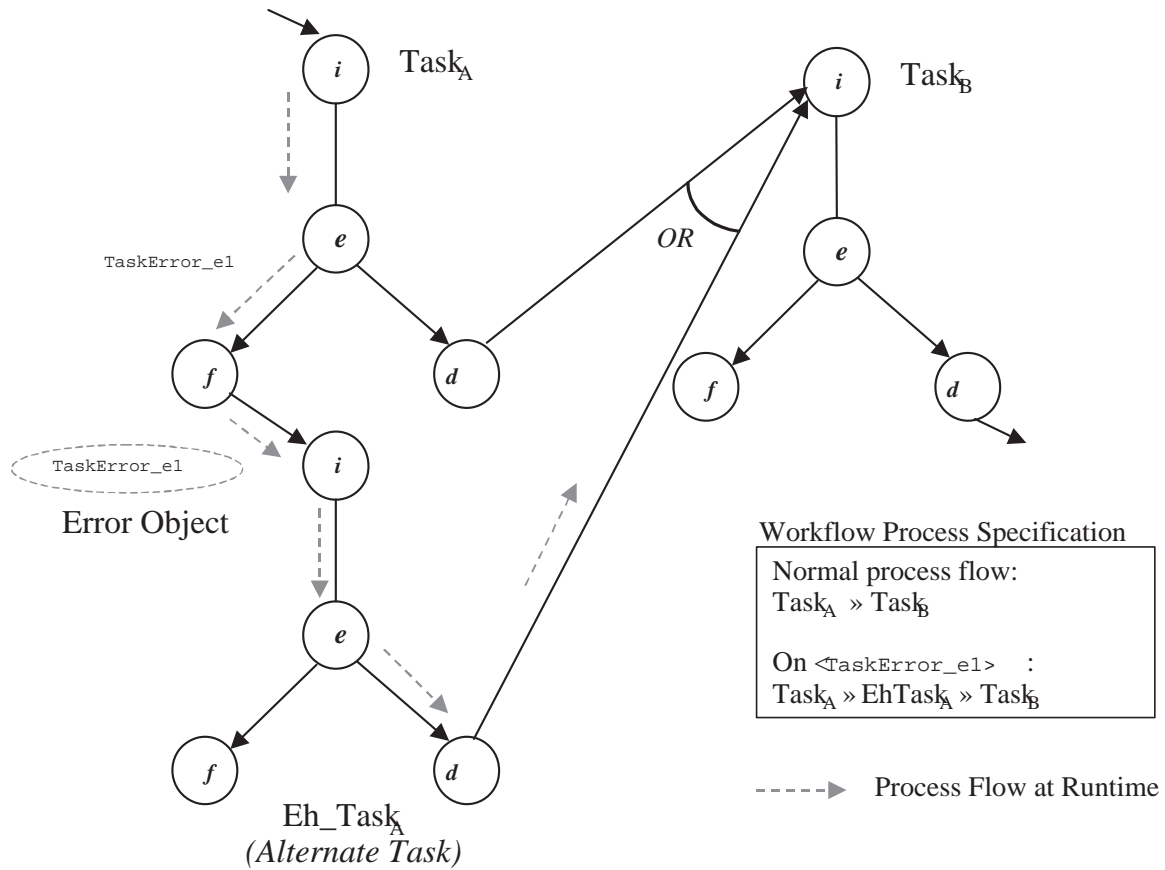 i
Task_A
i
Task_B
e
e
OR
TaskError_e1
f
d
f
d
i
TaskError_e1
Error Object
Workflow Process Specification
Normal process flow:
Task_A » Task_B
e
On <TaskError_e1> :
Task_A » EhTask_A » Task_B
f
d
Process Flow at Runtime
Eh_Task_A
(Alternate Task)